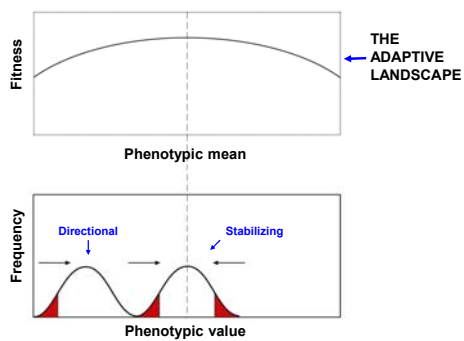 THE
ADAPTIVE
LANDSCAPE
Fitness
Phenotypic mean
Directional
Stabilizing
Frequency
Phenotypic value